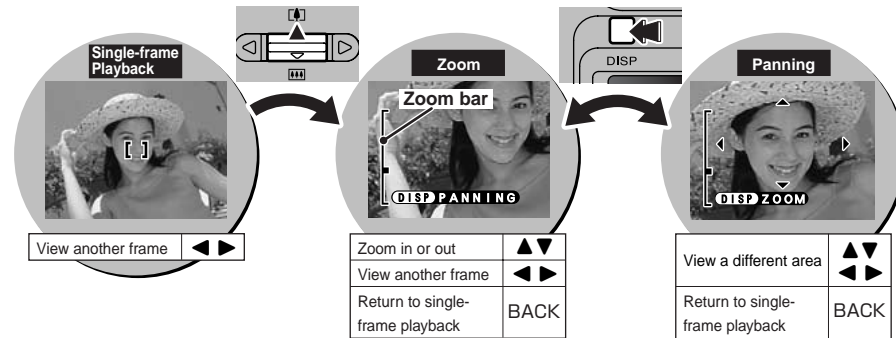 Single-frame
Playback
View another frame ◀ ▶
Zoom
Zoom bar
DISP PANNING
Zoom in or out ▲▼
View another frame ◀ ▶
Return to single-
frame playback BACK
DISP
Panning
DISP ZOOM
View a different area ▲▼ ◀ ▶
Return to single-
frame playback BACK